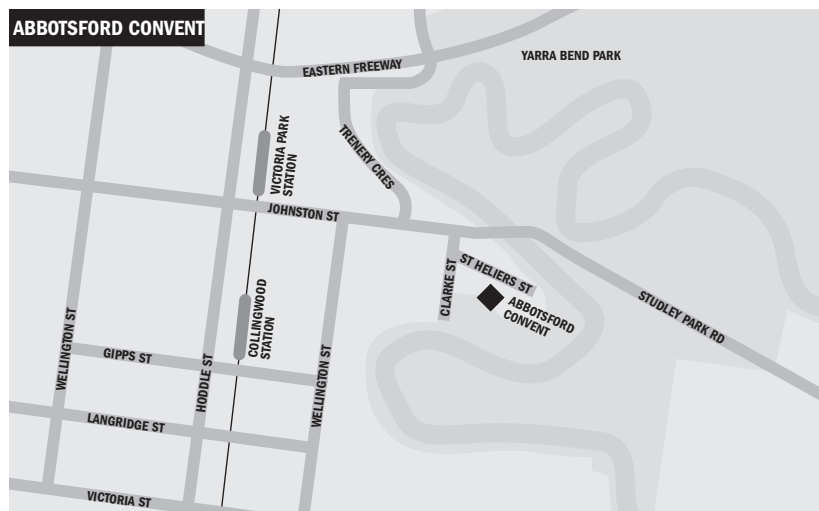 ABBOTSFORD CONVENT
YARRA BEND PARK
EASTERN FREEWAY
VICTORIA PARK
STATION
TRENERY CRES
JOHNSTON ST
ST HELIERS ST
CLARKE ST
ABBOTSFORD
CONVENT
STUDLEY PARK RD
COLLINGWOOD
STATION
WELLINGTON ST
GIPPS ST
HODDLE ST
WELLINGTON ST
LANGRIDGE ST
VICTORIA ST